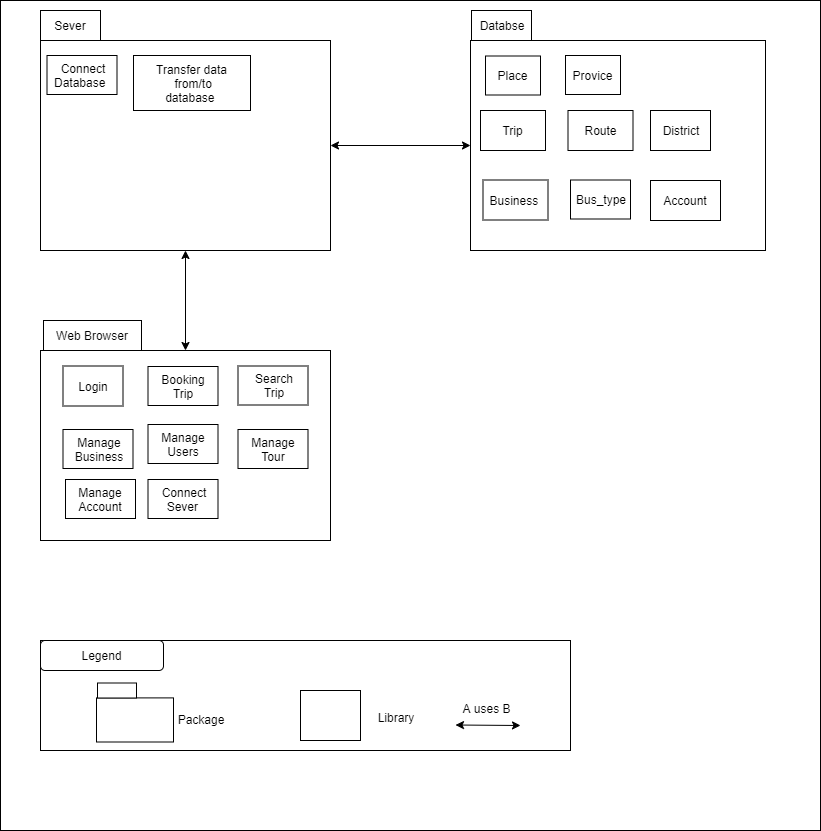 Sever
Connect
Database
Transfer data
from/to
database
Databse
Place
Provice
Trip
Route
District
Business
Bus_type
Account
Web Browser
Login
Booking
Trip
Search
Trip
Manage
Business
Manage
Users
Manage
Tour
Manage
Account
Connect
Sever
Legend
Package
Library
A uses B